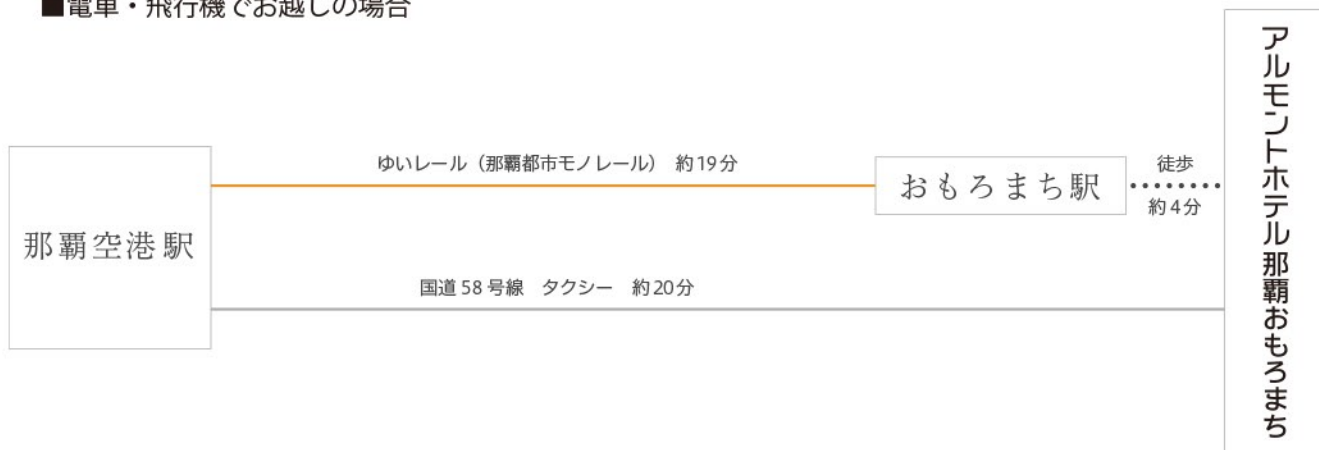 ■電車・飛行機でお越しの場合
ゆいレール（那覇都市モノレール） 約19分
おもろまち駅
徒歩
約4分
那覇空港駅
国道58号線 タクシー 約20分
アルモントホテル那覇おもろまち